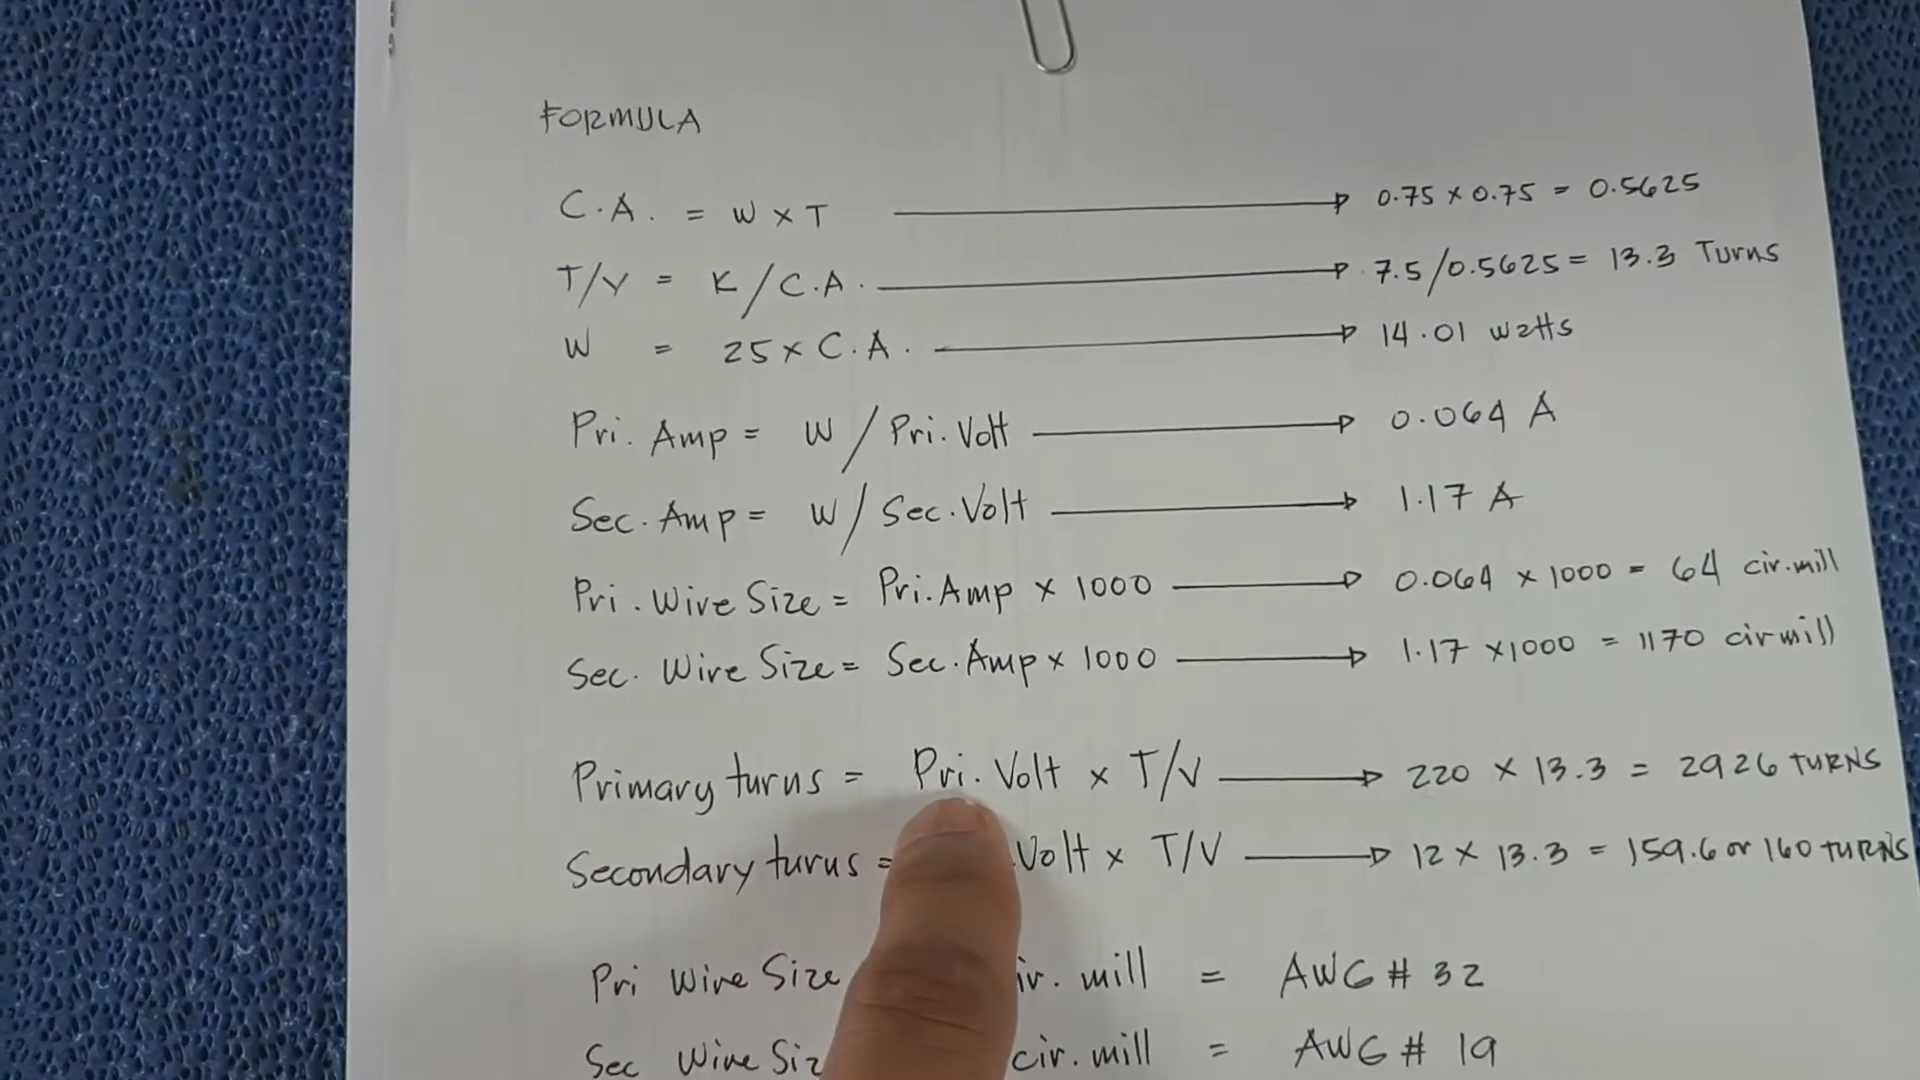 FORMULA
C.A. = W x T → 0.75 x 0.75 = 0.5625
T/V = K/C.A. → 7.5/0.5625 = 13.3 Turns
W = 25 x C.A. → 14.01 watts
Pri. Amp = W / Pri. Volt → 0.064 A
Sec. Amp = W / Sec. Volt → 1.17 A
Pri. Wire Size = Pri. Amp x 1000 → 0.064 x 1000 = 64 cir.mill
Sec. Wire Size = Sec. Amp x 1000 → 1.17 x1000 = 1170 cirmill
Primary turns = Pri. Volt x T/V → 220 x 13.3 = 2926 TURNS
Secondary turns = .Volt x T/V → 12 x 13.3 = 159.6 or 160 TURNS
Pri Wire Size ir. mill = AWG # 32
Sec Wire Siz cir. mill = AWG # 19